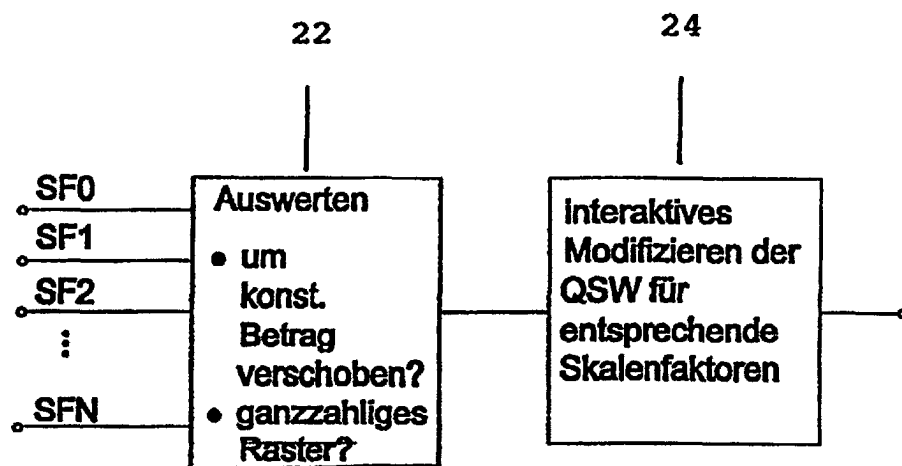 22
24
SF0
SF1
SF2
SFN
Auswerten
• um
konst.
Betrag
verschoben?
• ganzzahliges
Raster?
interaktives
Modifizieren der
QSW für
entsprechende
Skalenfaktoren